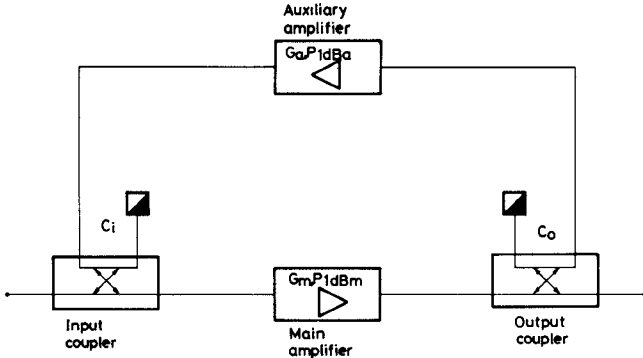 Auxiliary
amplifier
Ga,P1dBa
Ci
Co
Gm,P1dBm
Input
coupler
Main
amplifier
Output
coupler